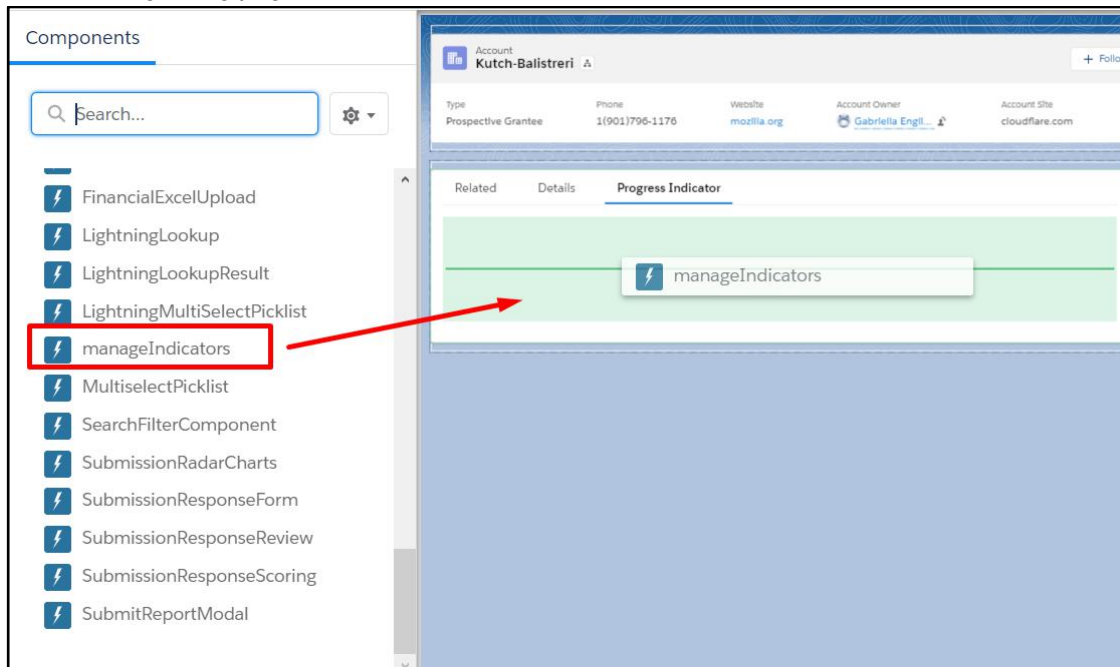 Components
Search...
FinancialExcelUpload
LightningLookup
LightningLookupResult
LightningMultiSelectPicklist
manageIndicators
MultiselectPicklist
SearchFilterComponent
SubmissionRadarCharts
SubmissionResponseForm
SubmissionResponseReview
SubmissionResponseScoring
SubmitReportModal
Account
Kutch-Balistreri
+ Follo
Type Phone Website Account Owner Account Site
Prospective Grantee 1(901)796-1176 mozilla.org Gabriella Engli... cloudflare.com
Related Details Progress Indicator
manageIndicators